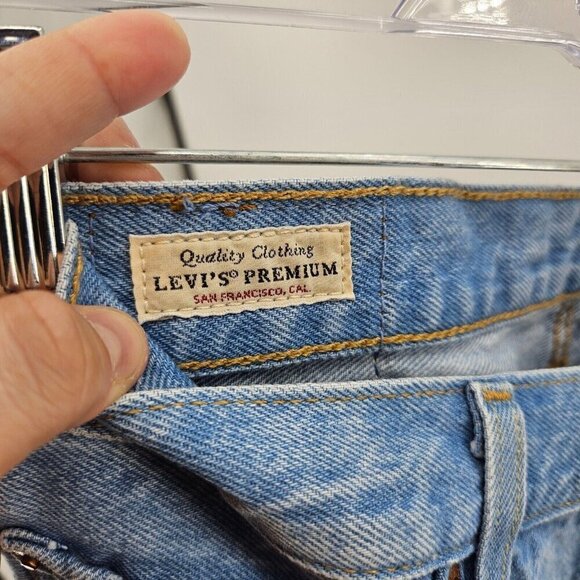 Quality Clothing
LEVI'S® PREMIUM
SAN FRANCISCO, CAL.